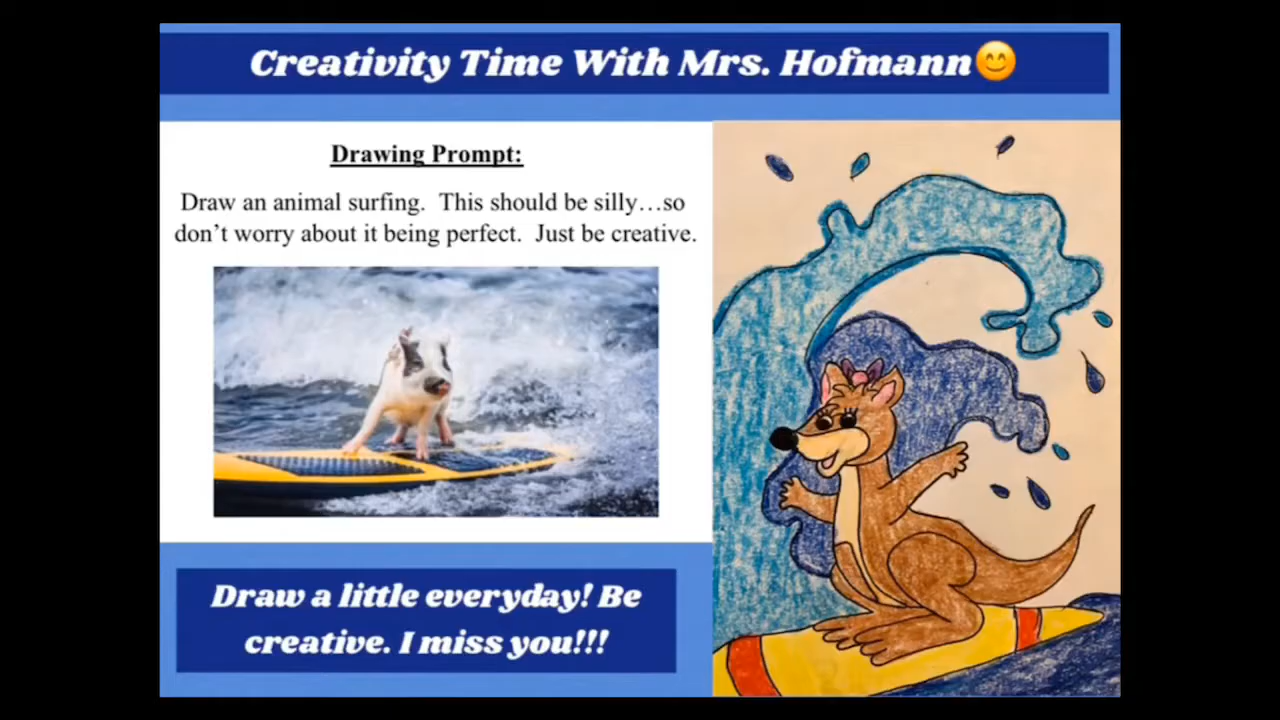 Creativity Time With Mrs. Hofmann😊
Drawing Prompt:
Draw an animal surfing.  This should be silly…so
don’t worry about it being perfect.  Just be creative.
Draw a little everyday! Be
creative. I miss you!!!